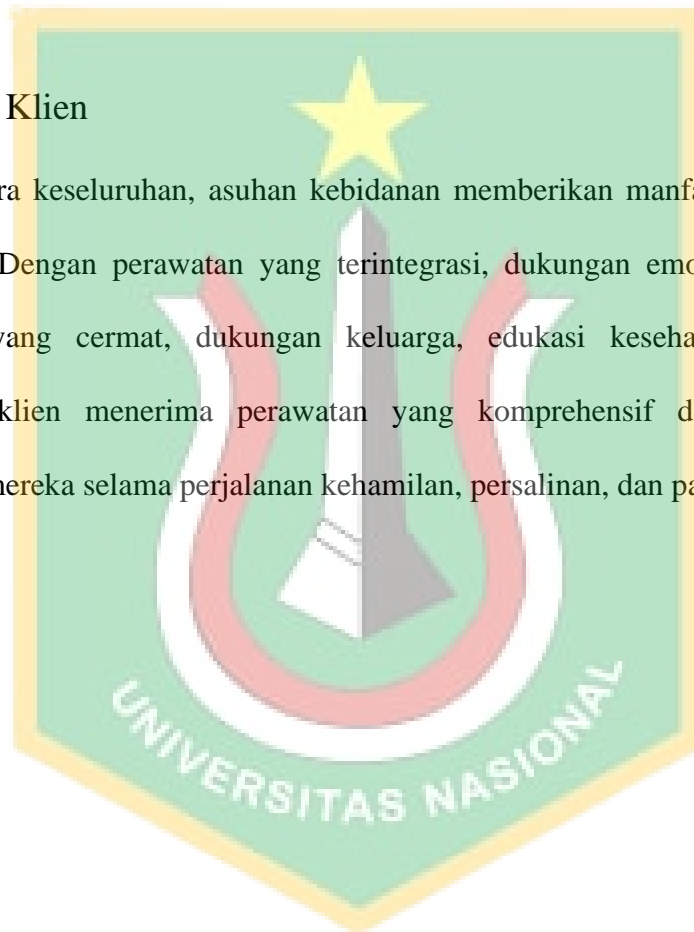 Klien
ra keseluruhan, asuhan kebidanan memberikan manfa
Dengan perawatan yang terintegrasi, dukungan emo
yang cermat, dukungan keluarga, edukasi keseha
klien menerima perawatan yang komprehensif d
mereka selama perjalanan kehamilan, persalinan, dan pa
UNIVERSITAS NASIONAL